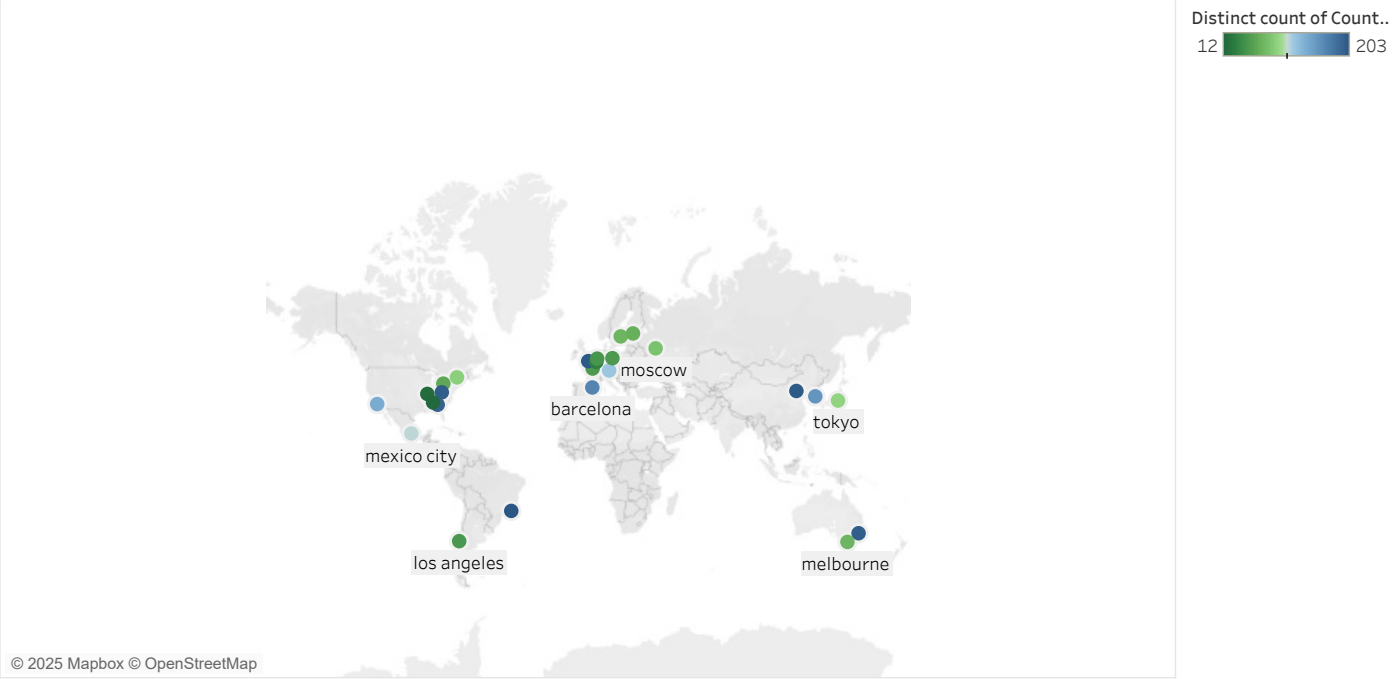 Distinct count of Count..
12 203
moscow
barcelona
tokyo
mexico city
los angeles
melbourne
© 2025 Mapbox © OpenStreetMap